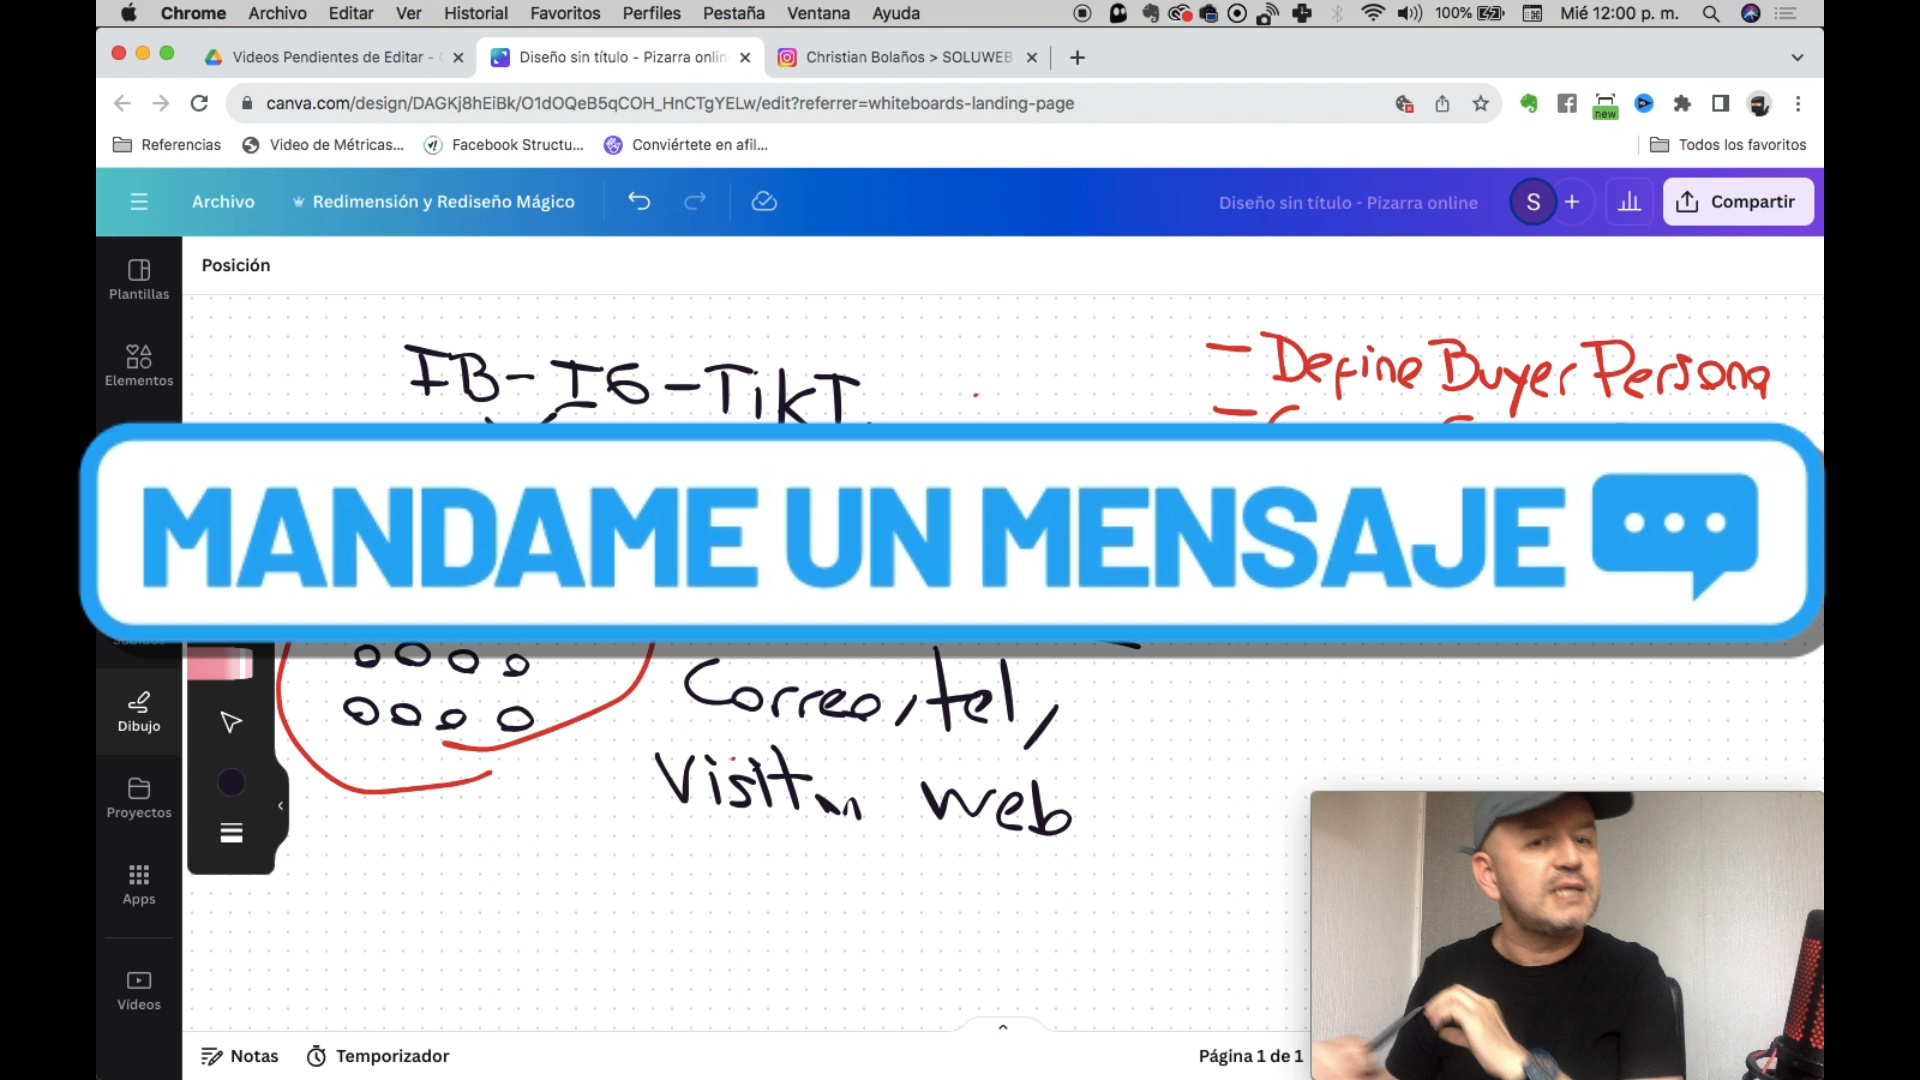 Chrome Archivo Editar Ver Historial Favoritos Perfiles Pestaña Ventana Ayuda 100% Mié 12:00 p. m.
Videos Pendientes de Editar - Diseño sin título - Pizarra onlin Christian Bolaños > SOLUWEB
canva.com/design/DAGKj8hEiBk/O1dOQeB5qCOH_HnCTgYELw/edit?referrer=whiteboards-landing-page new
Referencias Video de Métricas... Facebook Structu... Conviértete en afil... Todos los favoritos
Archivo Redimensión y Rediseño Mágico Diseño sin título - Pizarra online S + Compartir
Posición
Plantillas
Elementos
FB - IG - TikT
- Define Buyer Persona
MANDAME UN MENSAJE
Correo, tel,
Visit web
Dibujo
Proyectos
Apps
Vídeos
Notas Temporizador Página 1 de 1